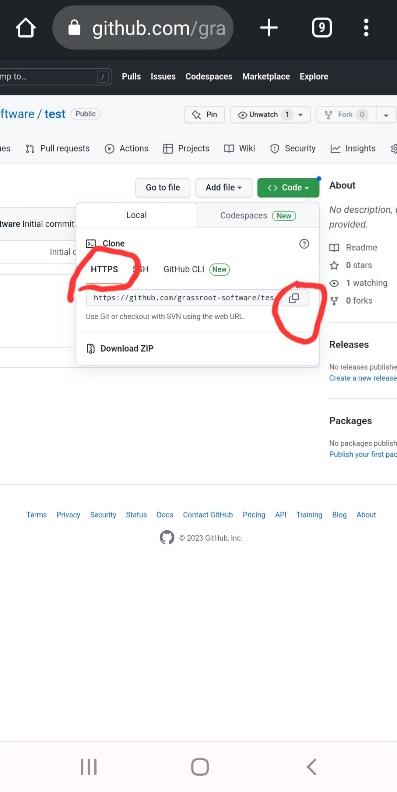 github.com/gra
9
mp to... /
Pulls Issues Codespaces Marketplace Explore
ftware / test Public
Pin
Unwatch 1
Fork 0
es
Pull requests
Actions
Projects
Wiki
Security
Insights
Go to file
Add file
<> Code
About
Local
Codespaces New
No description,
provided.
tware Initial commit
Clone
Initial c
HTTPS
SSH
GitHub CLI New
https://github.com/grassroot-software/tes
Use Git or checkout with SVN using the web URL.
Download ZIP
Readme
0 stars
1 watching
0 forks
Releases
No releases publishe
Create a new release
Packages
No packages publish
Publish your first pac
Terms Privacy Security Status Docs Contact GitHub Pricing API Training Blog About
© 2023 GitHub, Inc.